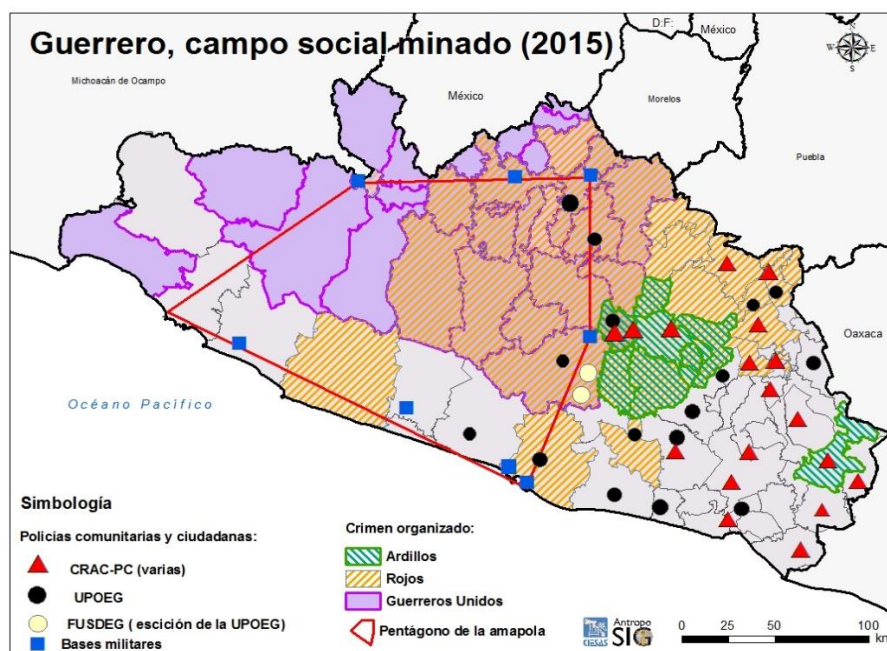 Guerrero, campo social minado (2015)
D:F:
México
Michoacán de Ocampo
México
Morelos
Puebla
Oaxaca
Océano Pacífico
N
W
E
S
Simbología
Policias comunitarias y ciudadanas:
CRAC-PC (varias)
UPOEG
FUSDEG ( escición de la UPOEG)
Bases militares
Crimen organizado:
Ardillos
Rojos
Guerreros Unidos
Pentágono de la amapola
CIESAS
Antropo
SIG
0 25 50 100
km